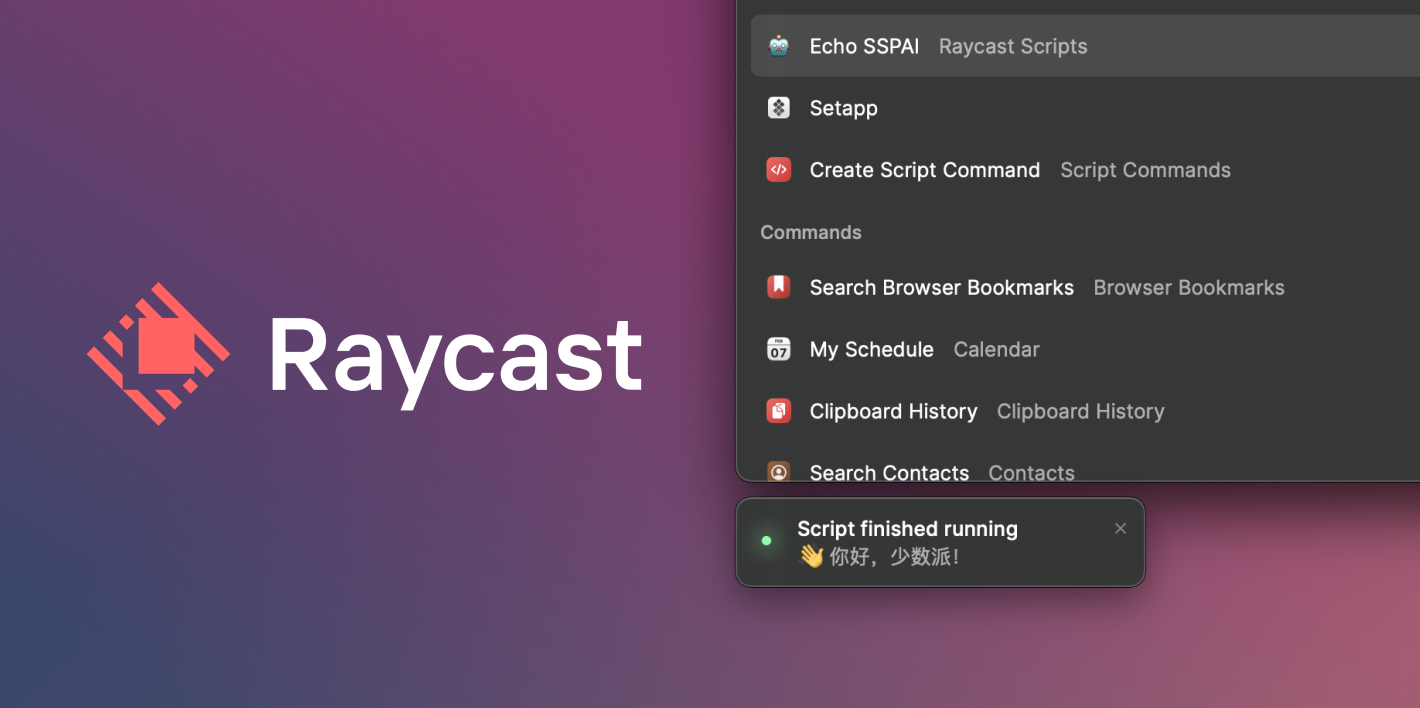 Raycast
Echo SSPAI Raycast Scripts
Setapp
Create Script Command Script Commands
Commands
Search Browser Bookmarks Browser Bookmarks
FEB
07
My Schedule Calendar
Clipboard History Clipboard History
Search Contacts Contacts
Script finished running
👋 你好，少数派！